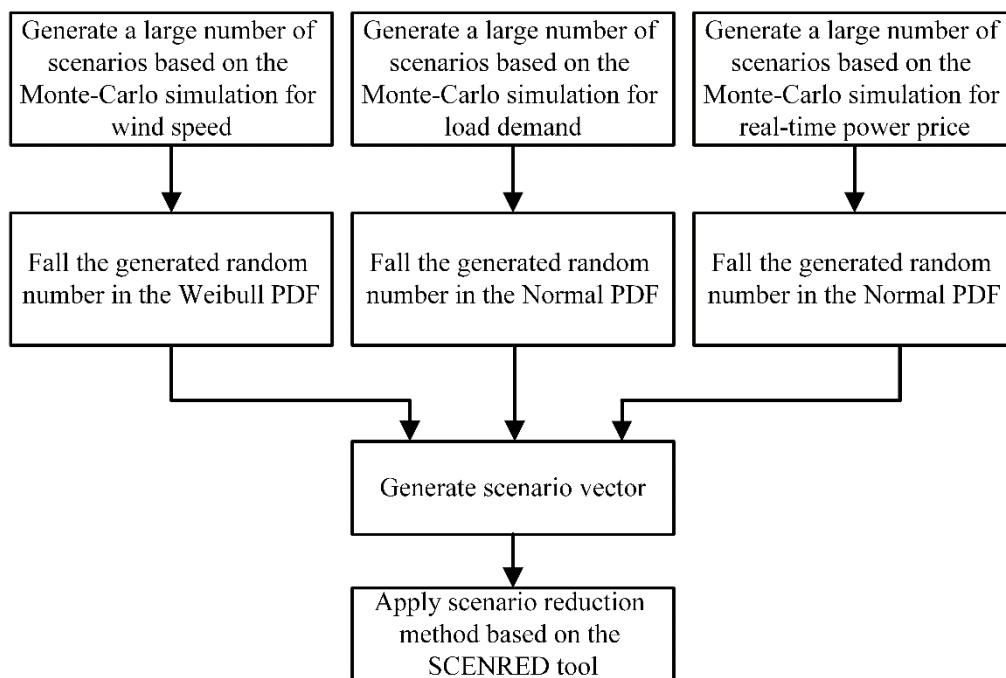 Generate a large number of
scenarios based on the
Monte-Carlo simulation for
wind speed
Generate a large number of
scenarios based on the
Monte-Carlo simulation for
load demand
Generate a large number of
scenarios based on the
Monte-Carlo simulation for
real-time power price
Fall the generated random
number in the Weibull PDF
Fall the generated random
number in the Normal PDF
Fall the generated random
number in the Normal PDF
Generate scenario vector
Apply scenario reduction
method based on the
SCENRED tool